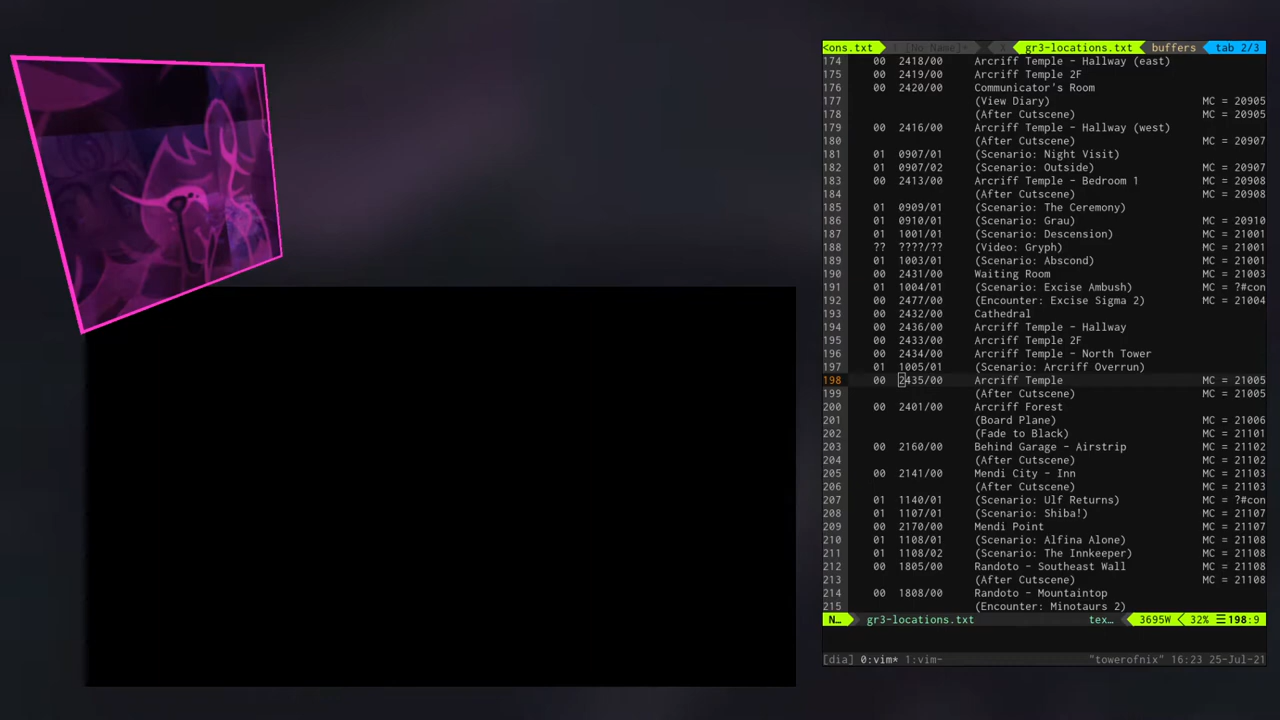 <ons.txt 1 [No Name]* X gr3-locations.txt buffers tab 2/3
174 00 2418/00 Arcriff Temple - Hallway (east)
175 00 2419/00 Arcriff Temple 2F
176 00 2420/00 Communicator's Room
177 (View Diary) MC = 20905
178 (After Cutscene) MC = 20905
179 00 2416/00 Arcriff Temple - Hallway (west)
180 (After Cutscene) MC = 20907
181 01 0907/01 (Scenario: Night Visit)
182 01 0907/02 (Scenario: Outside) MC = 20907
183 00 2413/00 Arcriff Temple - Bedroom 1 MC = 20908
184 (After Cutscene) MC = 20908
185 01 0909/01 (Scenario: The Ceremony)
186 01 0910/01 (Scenario: Grau) MC = 20910
187 01 1001/01 (Scenario: Descension) MC = 21001
188 ?? ????/?? (Video: Gryph) MC = 21001
189 01 1003/01 (Scenario: Abscond) MC = 21001
190 00 2431/00 Waiting Room MC = 21003
191 01 1004/01 (Scenario: Excise Ambush) MC = ?#con
192 00 2477/00 (Encounter: Excise Sigma 2) MC = 21004
193 00 2432/00 Cathedral
194 00 2436/00 Arcriff Temple - Hallway
195 00 2433/00 Arcriff Temple 2F
196 00 2434/00 Arcriff Temple - North Tower
197 01 1005/01 (Scenario: Arcriff Overrun)
198 00 2435/00 Arcriff Temple MC = 21005
199 (After Cutscene) MC = 21005
200 00 2401/00 Arcriff Forest
201 (Board Plane) MC = 21006
202 (Fade to Black) MC = 21101
203 00 2160/00 Behind Garage - Airstrip MC = 21102
204 (After Cutscene) MC = 21102
205 00 2141/00 Mendi City - Inn MC = 21103
206 (After Cutscene) MC = 21103
207 01 1140/01 (Scenario: Ulf Returns) MC = ?#con
208 01 1107/01 (Scenario: Shiba!) MC = 21107
209 00 2170/00 Mendi Point MC = 21107
210 01 1108/01 (Scenario: Alfina Alone) MC = 21108
211 01 1108/02 (Scenario: The Innkeeper) MC = 21108
212 00 1805/00 Randoto - Southeast Wall MC = 21108
213 (After Cutscene) MC = 21108
214 00 1808/00 Randoto - Mountaintop
215 (Encounter: Minotaurs 2)
N… gr3-locations.txt tex… 3695W 32% ☰198:9
[dia] 0:vim* 1:vim- "towerofnix" 16:23 25-Jul-21